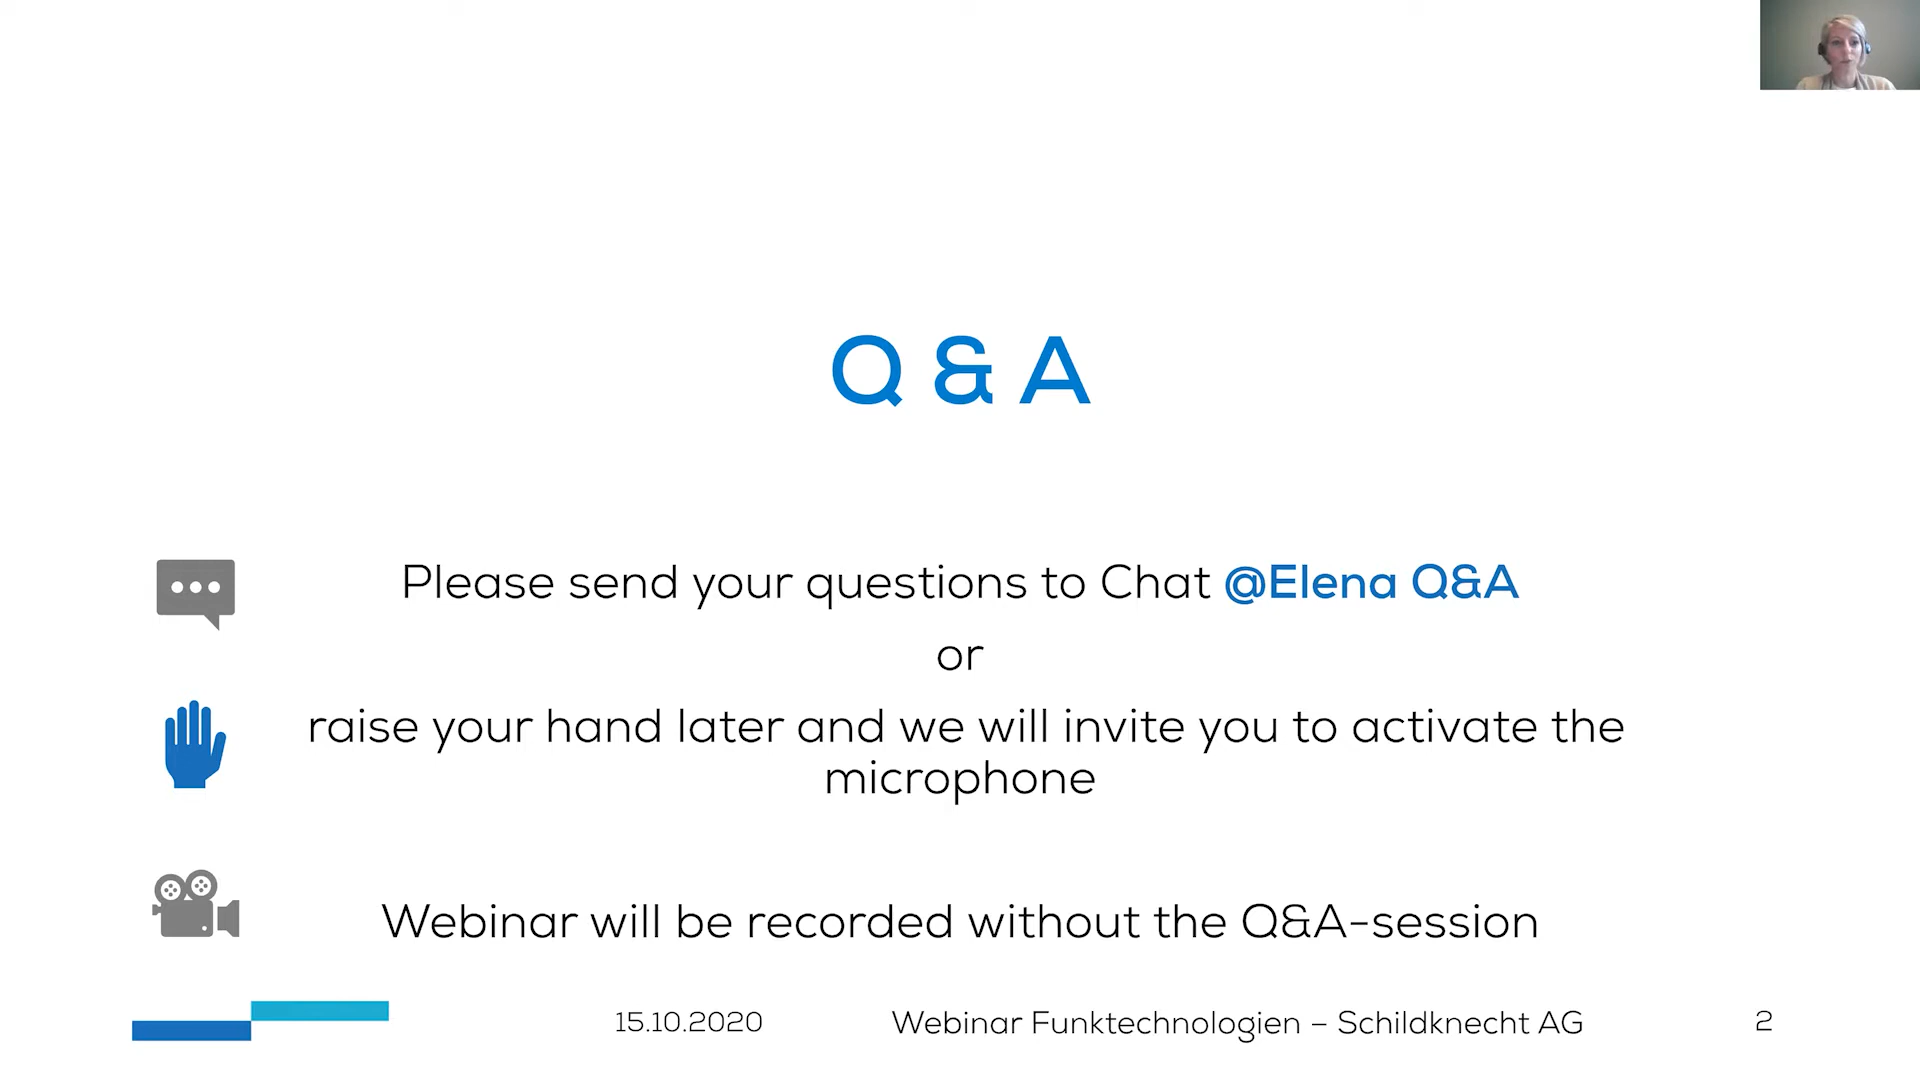 Q & A
Please send your questions to Chat @Elena Q&A
or
raise your hand later and we will invite you to activate the
microphone
Webinar will be recorded without the Q&A-session
15.10.2020
Webinar Funktechnologien – Schildknecht AG
2